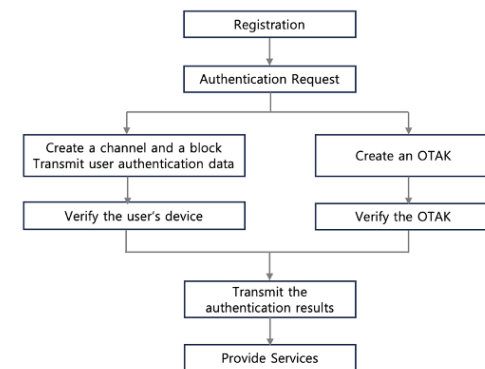 Registration
Authentication Request
Create a channel and a block
Transmit user authentication data
Create an OTAK
Verify the user's device
Verify the OTAK
Transmit the
authentication results
Provide Services